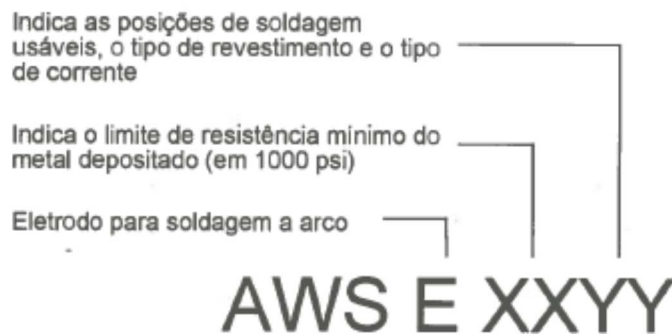 Indica as posições de soldagem
usáveis, o tipo de revestimento e o tipo
de corrente
Indica o limite de resistência mínimo do
metal depositado (em 1000 psi)
Eletrodo para soldagem a arco
AWS E XXYY